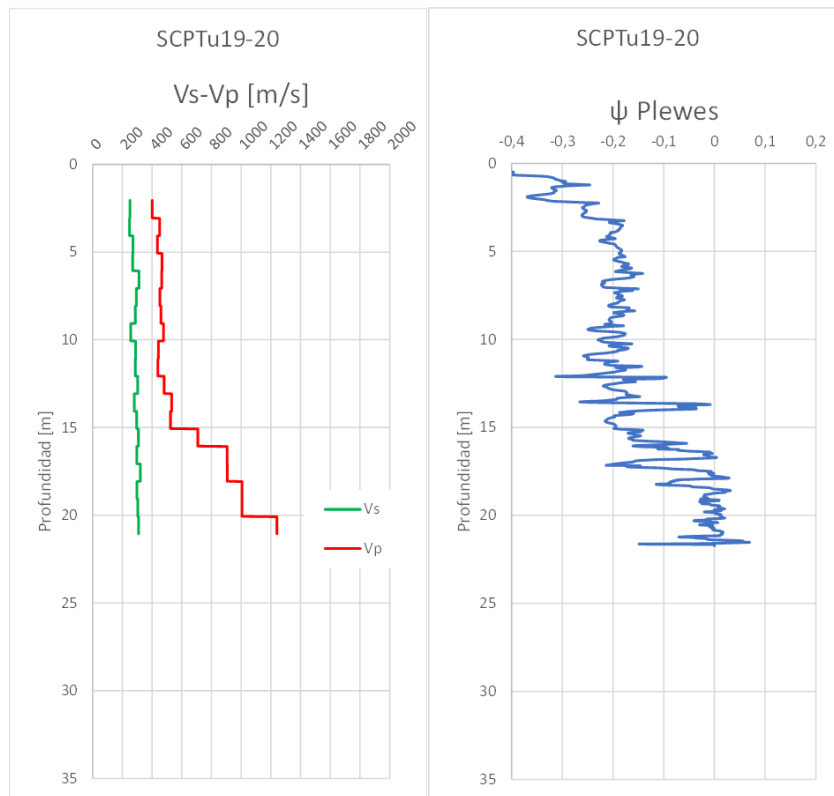 SCPTu19-20
Vs-Vp [m/s]
0 200 400 600 800 1000 1200 1400 1600 1800 2000
0
5
10
15
20
25
30
35
Profundidad [m]
Vs
Vp
SCPTu19-20
ψ Plewes
-0,4 -0,3 -0,2 -0,1 0 0,1 0,2
0
5
10
15
20
25
30
35
Profundidad [m]